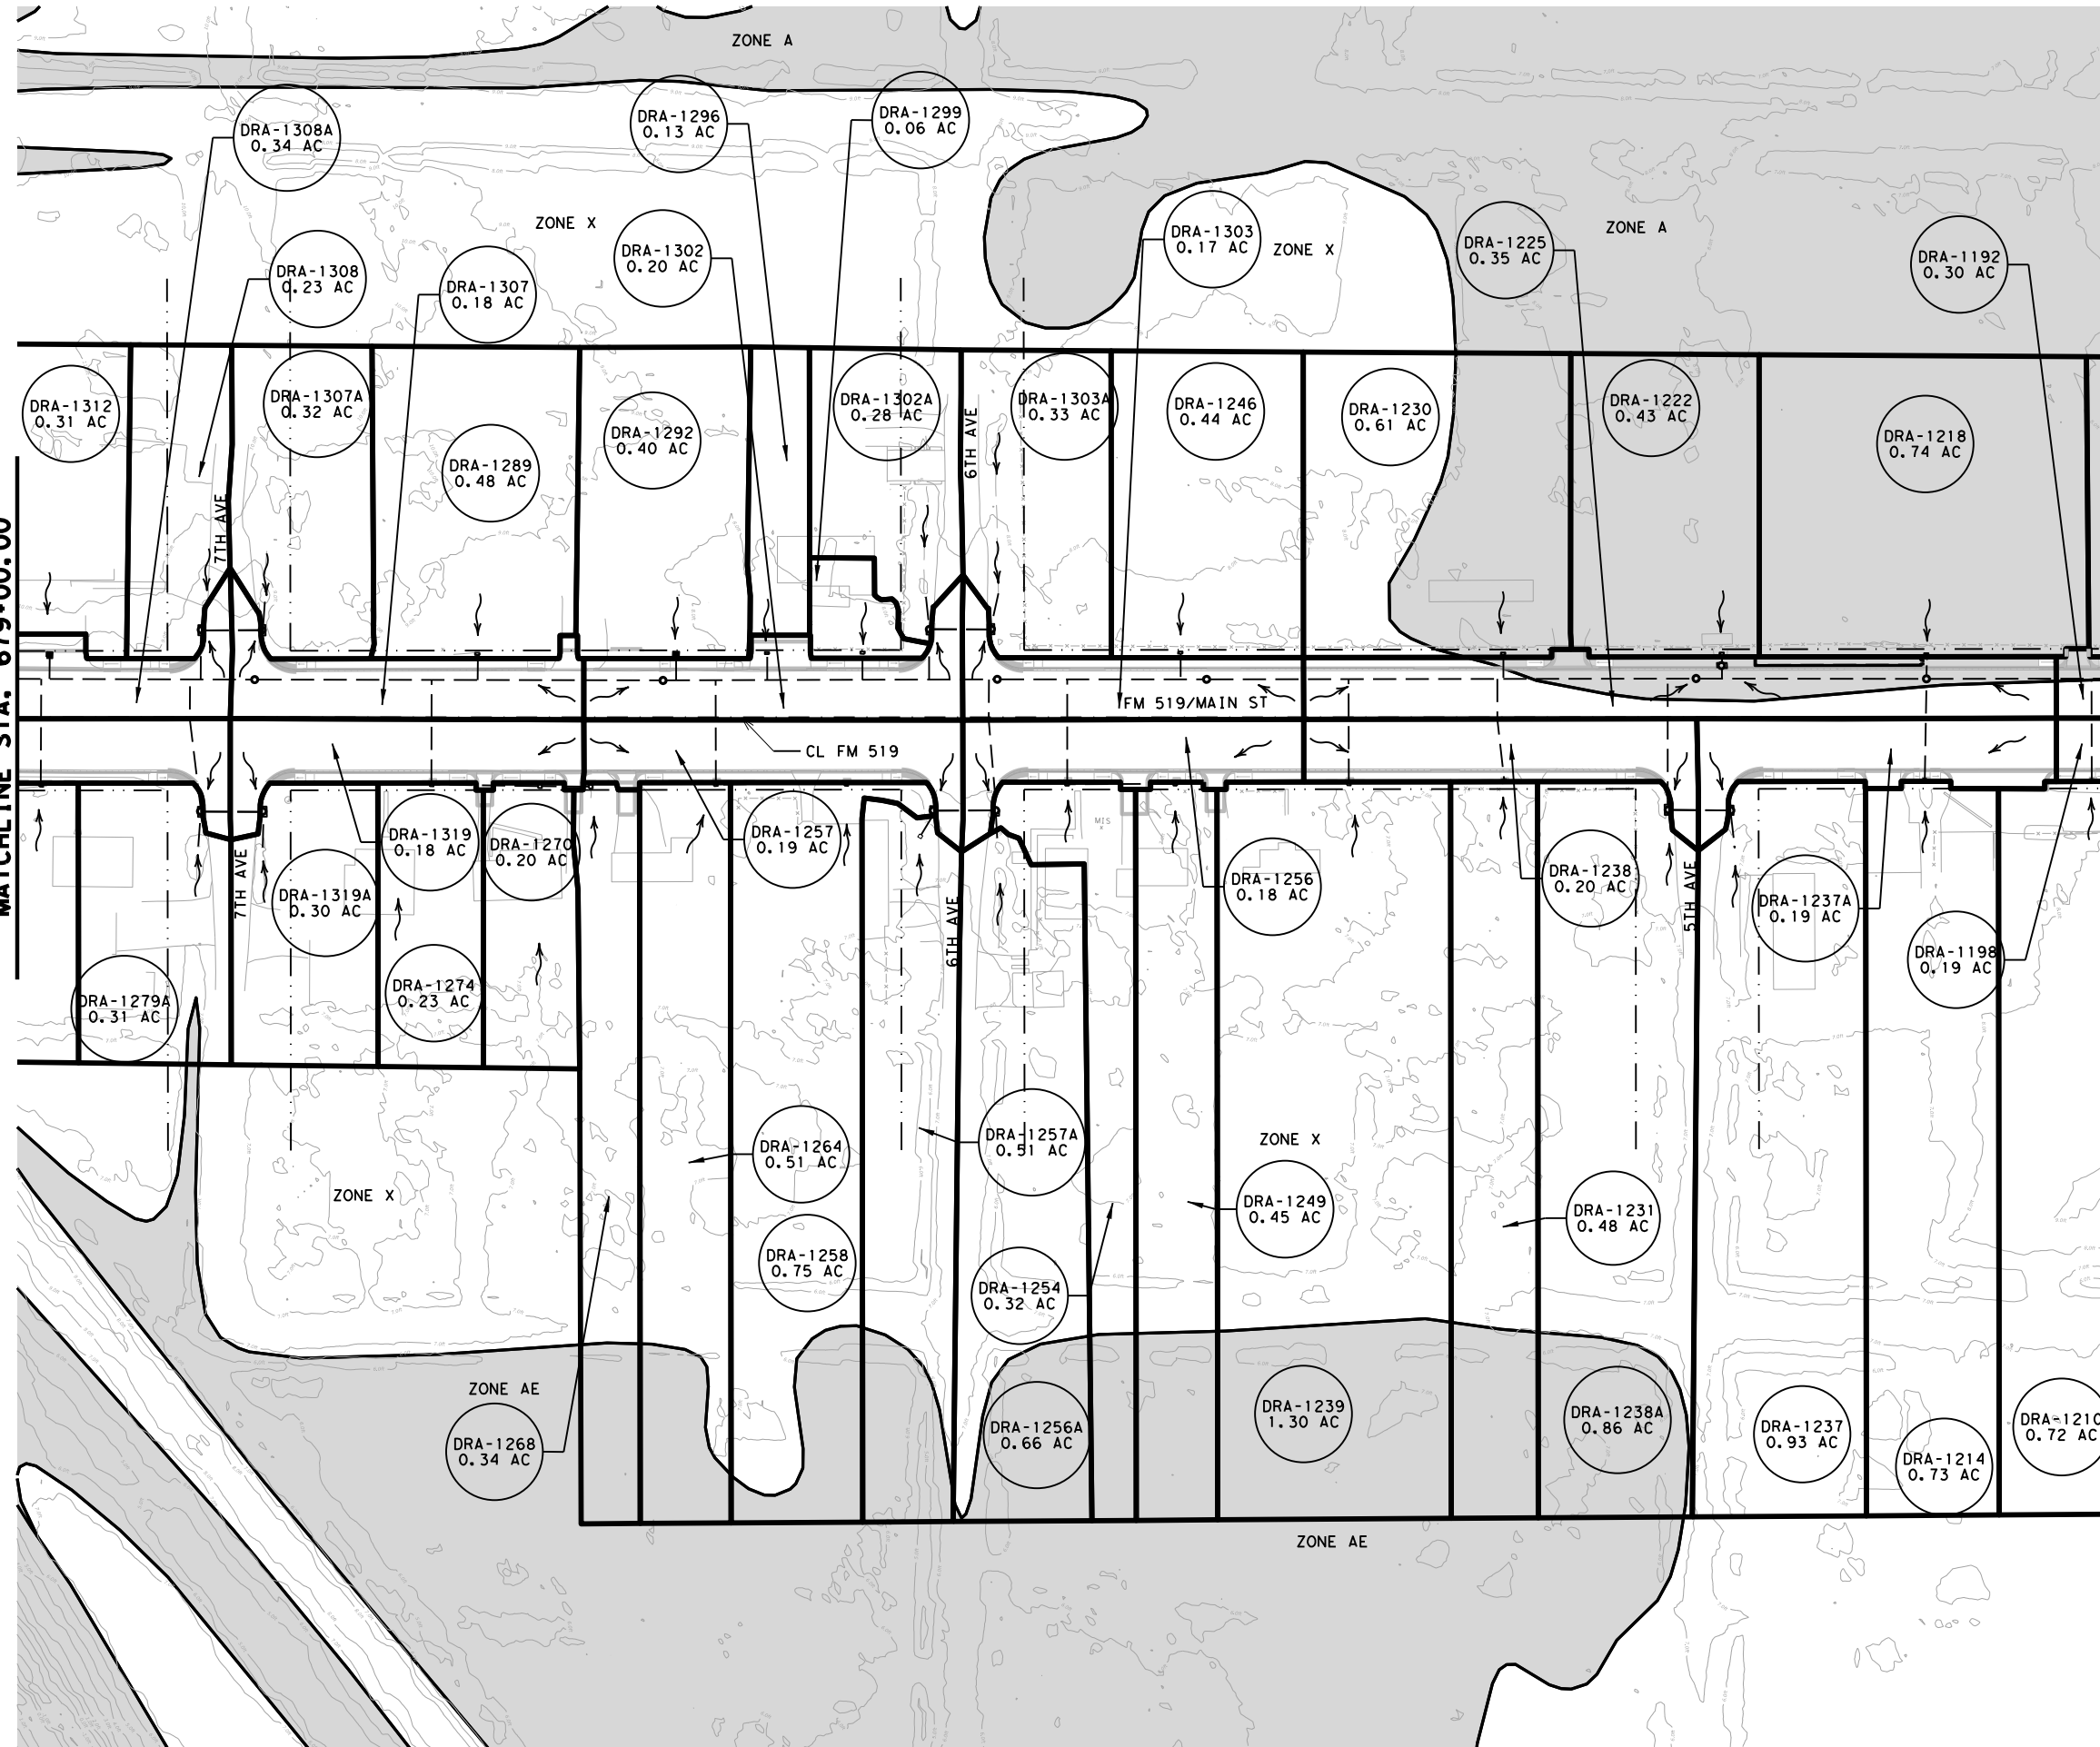 ZONE A
DRA-1308A
0.34 AC
DRA-1296
0.13 AC
DRA-1299
0.06 AC
ZONE X
DRA-1302
0.20 AC
DRA-1303
0.17 AC
ZONE X
DRA-1225
0.35 AC
ZONE A
DRA-1192
0.30 AC
DRA-1308
0.23 AC
DRA-1307
0.18 AC
DRA-1312
0.31 AC
DRA-1307A
0.32 AC
DRA-1289
0.48 AC
DRA-1292
0.40 AC
DRA-1302A
0.28 AC
6TH AVE
DRA-1303A
0.33 AC
DRA-1246
0.44 AC
DRA-1230
0.61 AC
DRA-1222
0.43 AC
DRA-1218
0.74 AC
7TH AVE
MATCHLINE STA. 679+00.00
FM 519/MAIN ST
CL FM 519
DRA-1319
0.18 AC
DRA-1270
0.20 AC
DRA-1257
0.19 AC
MIS
DRA-1256
0.18 AC
DRA-1238
0.20 AC
5TH AVE
DRA-1237A
0.19 AC
DRA-1198
0.19 AC
7TH AVE
DRA-1319A
0.30 AC
6TH AVE
DRA-1279A
0.31 AC
DRA-1274
0.23 AC
DRA-1264
0.51 AC
DRA-1257A
0.51 AC
ZONE X
DRA-1249
0.45 AC
DRA-1231
0.48 AC
ZONE X
DRA-1258
0.75 AC
DRA-1254
0.32 AC
ZONE AE
DRA-1268
0.34 AC
DRA-1256A
0.66 AC
DRA-1239
1.30 AC
DRA-1238A
0.86 AC
DRA-1237
0.93 AC
DRA-1214
0.73 AC
DRA-1210
0.72 AC
ZONE AE